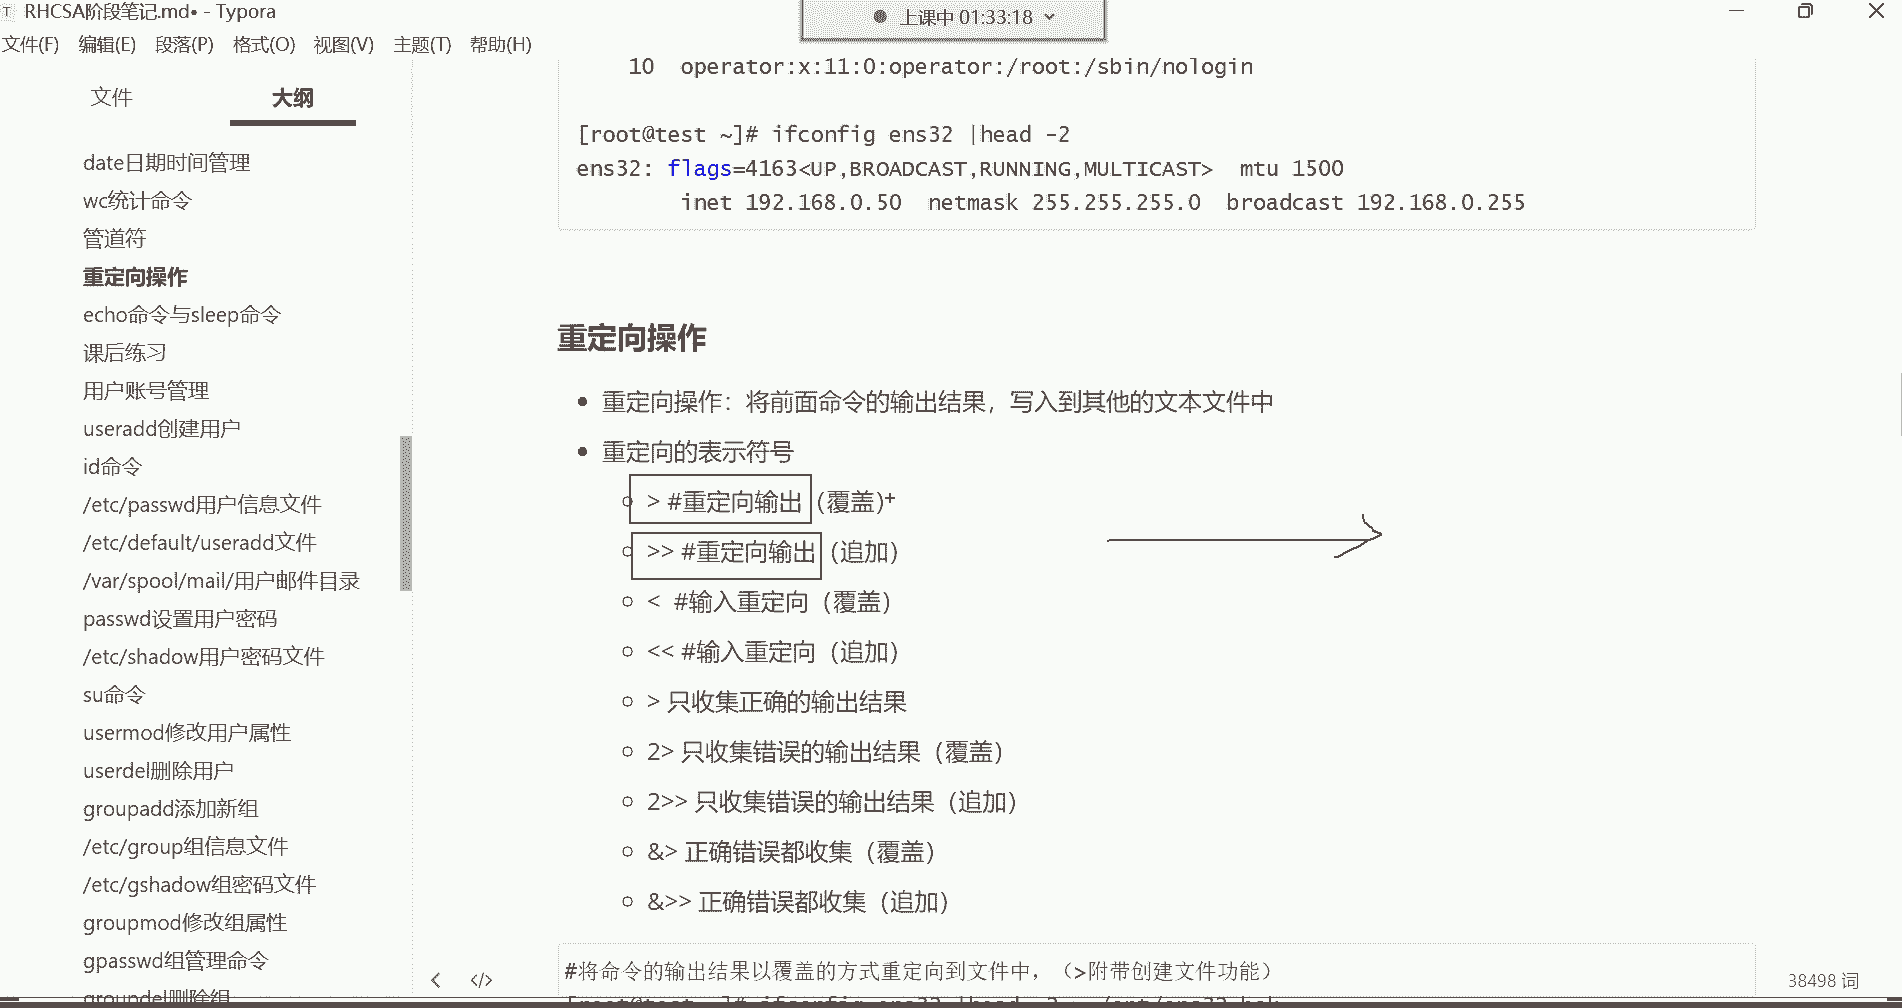 RHCSA阶段笔记.md• - Typora
上课中 01:33:18
文件(F) 编辑(E) 段落(P) 格式(O) 视图(V) 主题(T) 帮助(H)
文件 大纲
date日期时间管理
wc统计命令
管道符
重定向操作
echo命令与sleep命令
课后练习
用户账号管理
useradd创建用户
id命令
/etc/passwd用户信息文件
/etc/default/useradd文件
/var/spool/mail/用户邮件目录
passwd设置用户密码
/etc/shadow用户密码文件
su命令
usermod修改用户属性
userdel删除用户
groupadd添加新组
/etc/group组信息文件
/etc/gshadow组密码文件
groupmod修改组属性
gpasswd组管理命令
groupdel删除组
10 operator:x:11:0:operator:/root:/sbin/nologin
[root@test ~]# ifconfig ens32 |head -2
ens32: flags=4163<UP,BROADCAST,RUNNING,MULTICAST> mtu 1500
inet 192.168.0.50 netmask 255.255.255.0 broadcast 192.168.0.255
重定向操作
重定向操作：将前面命令的输出结果，写入到其他的文本文件中
重定向的表示符号
> #重定向输出 (覆盖)
>> #重定向输出（追加）
< #输入重定向（覆盖）
<< #输入重定向（追加）
> 只收集正确的输出结果
2> 只收集错误的输出结果（覆盖）
2>> 只收集错误的输出结果（追加）
&> 正确错误都收集（覆盖）
&>> 正确错误都收集（追加）
#将命令的输出结果以覆盖的方式重定向到文件中，（>附带创建文件功能）
38498 词